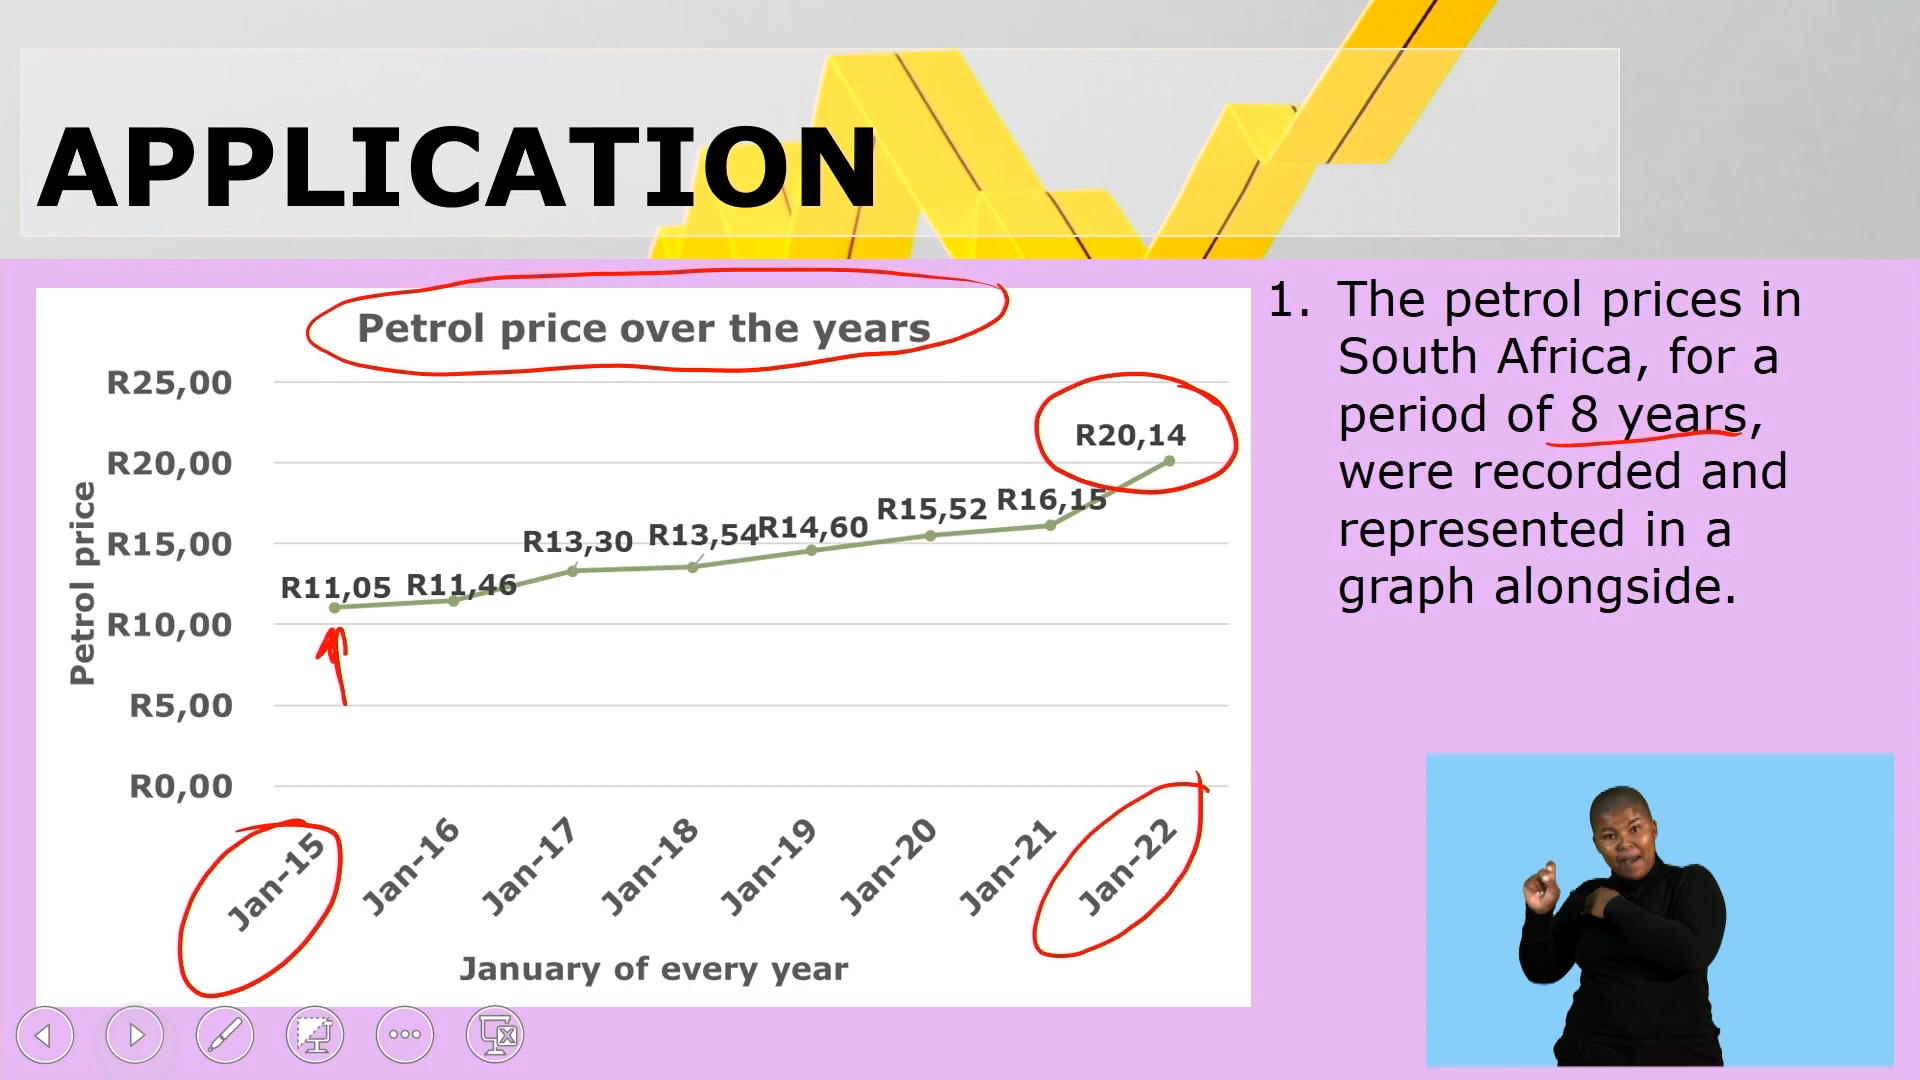 APPLICATION
Petrol price over the years
R25,00
R20,00
R15,00
R10,00
R5,00
R0,00
Petrol price
R11,05
R11,46
R13,30
R13,54
R14,60
R15,52
R16,15
R20,14
Jan-15
Jan-16
Jan-17
Jan-18
Jan-19
Jan-20
Jan-21
Jan-22
January of every year
1. The petrol prices in
South Africa, for a
period of 8 years,
were recorded and
represented in a
graph alongside.